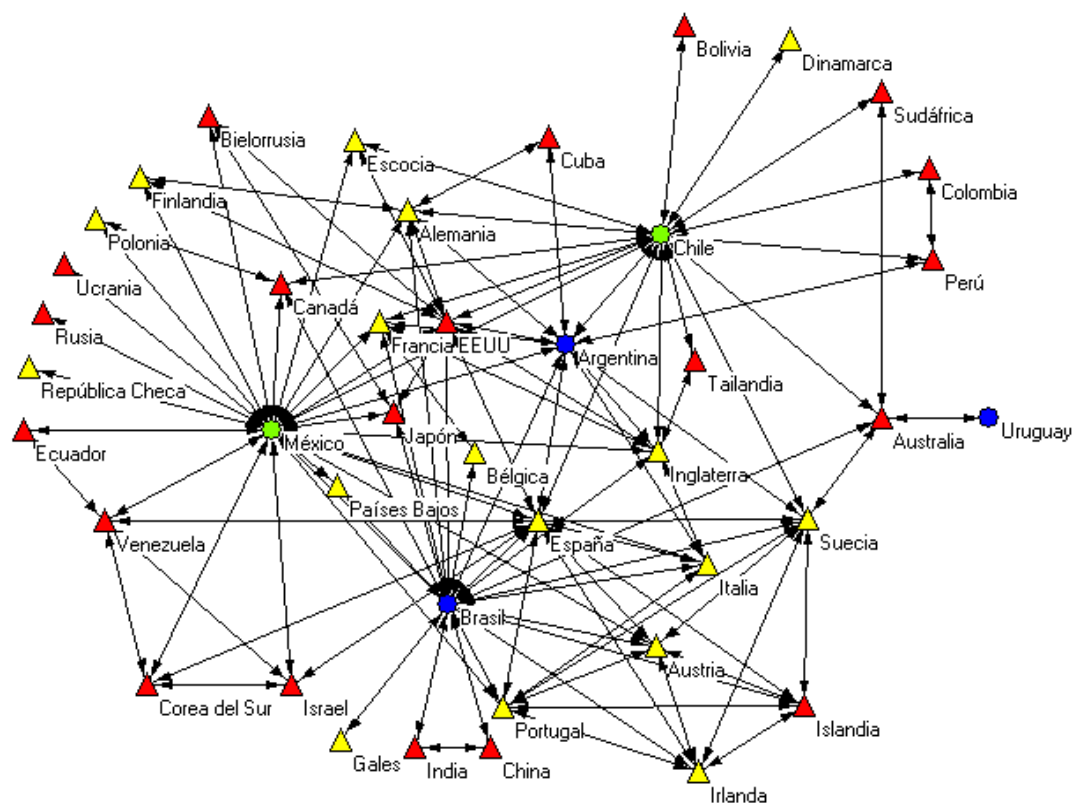 Bolivia
Dinamarca
Sudáfrica
Bielorrusia
Escocia
Cuba
Colombia
Finlandia
Alemania
Polonia
Chile
Ucrania
Canadá
Perú
Rusia
Francia EEUU
Argentina
República Checa
Tailandia
Ecuador
México
Japón
Australia
Uruguay
Bélgica
Inglaterra
Países Bajos
Venezuela
España
Suecia
Italia
Brasil
Austria
Corea del Sur
Israel
Portugal
Islandia
Gales
India
China
Irlanda